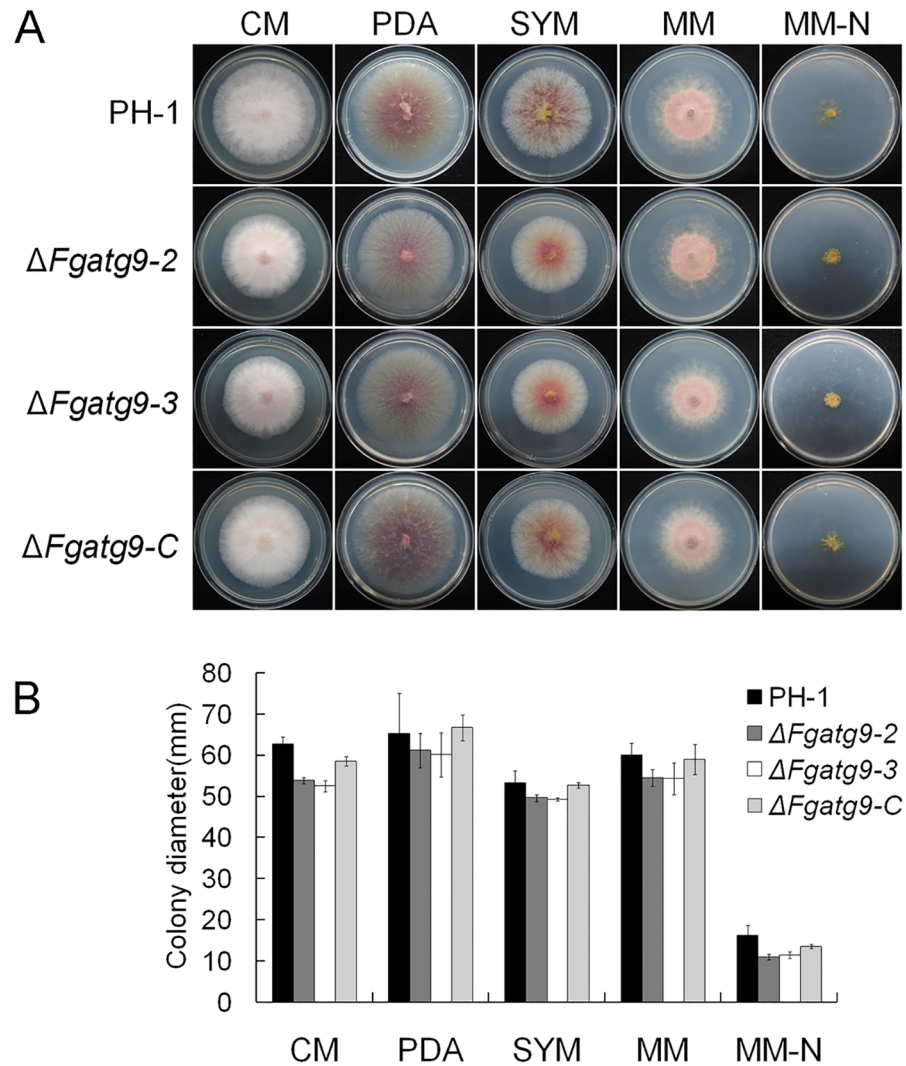 A
CM PDA SYM MM MM-N
PH-1
ΔFgatg9-2
ΔFgatg9-3
ΔFgatg9-C
B
Colony diameter(mm)
80
70
60
50
40
30
20
10
0
PH-1
ΔFgatg9-2
ΔFgatg9-3
ΔFgatg9-C
CM PDA SYM MM MM-N